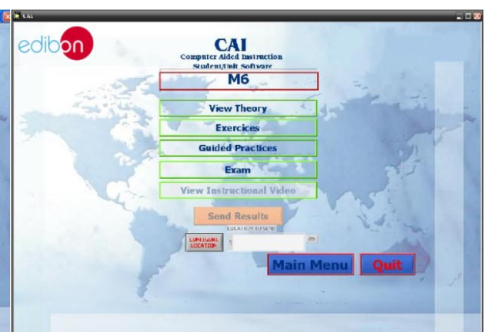 CAI
edibon
CAI
Computer Aided Instruction
Student/Unit Software
M6
View Theory
Exercices
Guided Practices
Exam
View Instructional Video
Send Results
LOCATION
Main Menu
Quit